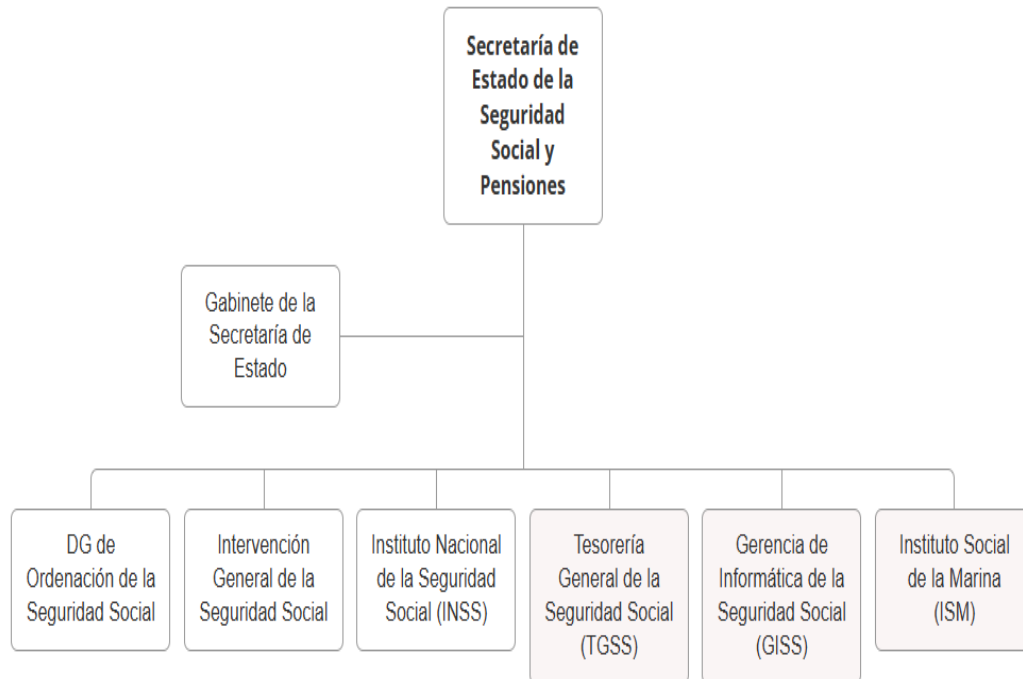 Secretaría de
Estado de la
Seguridad
Social y
Pensiones
Gabinete de la
Secretaría de
Estado
DG de
Ordenación de la
Seguridad Social
Intervención
General de la
Seguridad Social
Instituto Nacional
de la Seguridad
Social (INSS)
Tesorería
General de la
Seguridad Social
(TGSS)
Gerencia de
Informática de la
Seguridad Social
(GISS)
Instituto Social
de la Marina
(ISM)